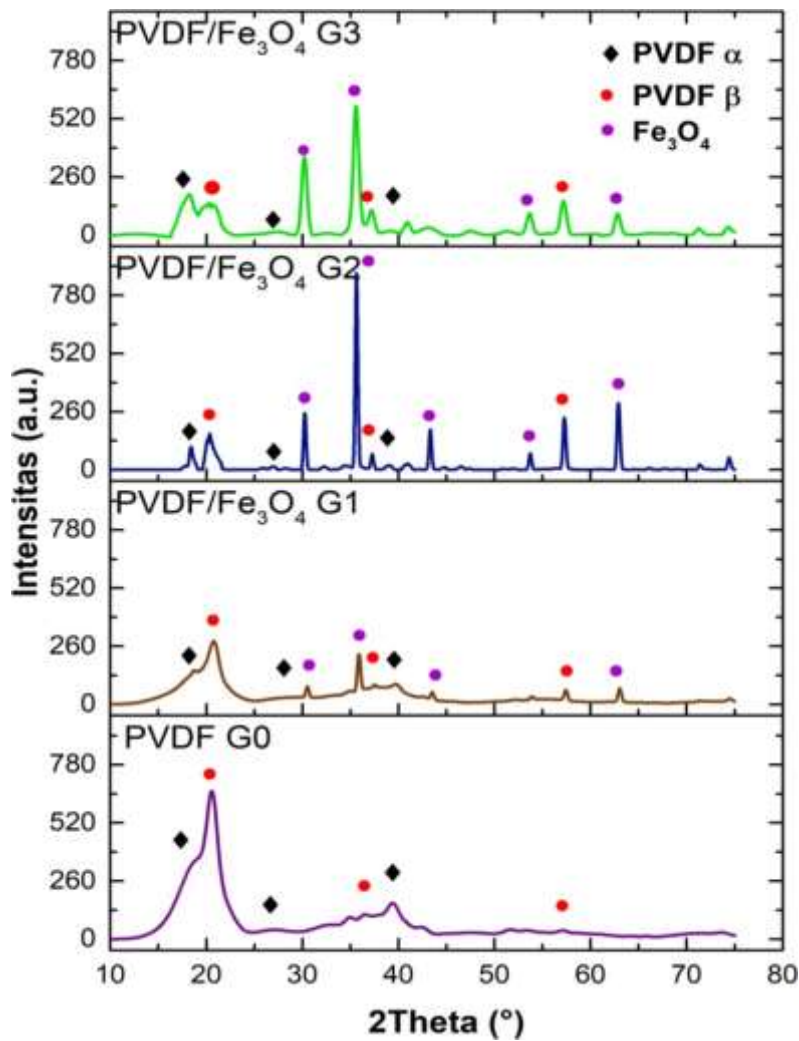 PVDF/Fe₃O₄ G3
PVDF α
PVDF β
Fe₃O₄
780
520
260
0
PVDF/Fe₃O₄ G2
780
520
260
0
PVDF/Fe₃O₄ G1
780
520
260
0
PVDF G0
780
520
260
0
Intensitas (a.u.)
10 20 30 40 50 60 70 80
2Theta (°)